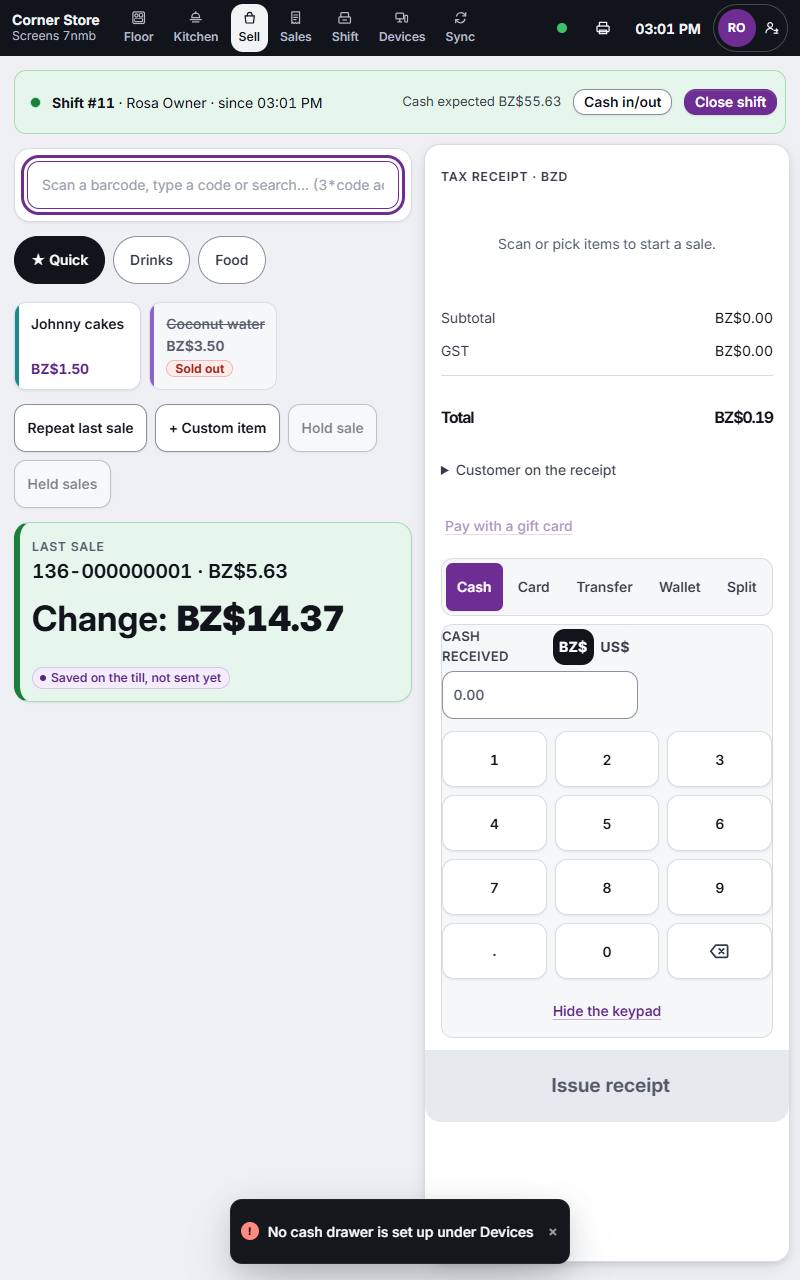 Corner Store
Screens 7nmb
Floor
Kitchen
Sell
Sales
Shift
Devices
Sync
03:01 PM
RO
Shift #11 · Rosa Owner · since 03:01 PM
Cash expected BZ$55.63
Cash in/out
Close shift
Scan a barcode, type a code or search... (3*code a
★ Quick
Drinks
Food
Johnny cakes
BZ$1.50
Coconut water
BZ$3.50
Sold out
Repeat last sale
+ Custom item
Hold sale
Held sales
LAST SALE
136-000000001 · BZ$5.63
Change: BZ$14.37
Saved on the till, not sent yet
TAX RECEIPT · BZD
Scan or pick items to start a sale.
Subtotal BZ$0.00
GST BZ$0.00
Total BZ$0.19
Customer on the receipt
Pay with a gift card
Cash
Card
Transfer
Wallet
Split
CASH RECEIVED
BZ$
US$
0.00
1 2 3
4 5 6
7 8 9
. 0
Hide the keypad
Issue receipt
No cash drawer is set up under Devices ×